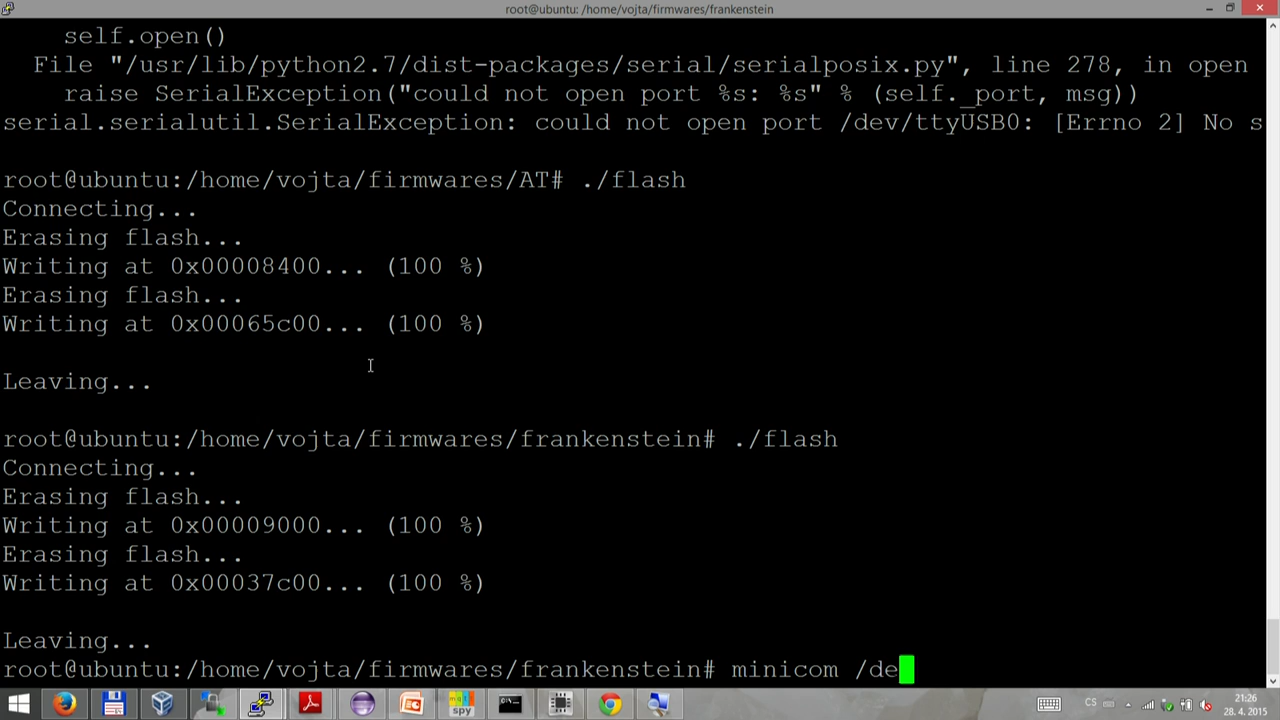 root@ubuntu: /home/vojta/firmwares/frankenstein
self.open()
File "/usr/lib/python2.7/dist-packages/serial/serialposix.py", line 278, in open
raise SerialException("could not open port %s: %s" % (self._port, msg))
serial.serialutil.SerialException: could not open port /dev/ttyUSB0: [Errno 2] No s
root@ubuntu:/home/vojta/firmwares/AT# ./flash
Connecting...
Erasing flash...
Writing at 0x00008400... (100 %)
Erasing flash...
Writing at 0x00065c00... (100 %)
Leaving...
root@ubuntu:/home/vojta/firmwares/frankenstein# ./flash
Connecting...
Erasing flash...
Writing at 0x00009000... (100 %)
Erasing flash...
Writing at 0x00037c00... (100 %)
Leaving...
root@ubuntu:/home/vojta/firmwares/frankenstein# minicom /de
spy
CS
21:26
28. 4. 2015